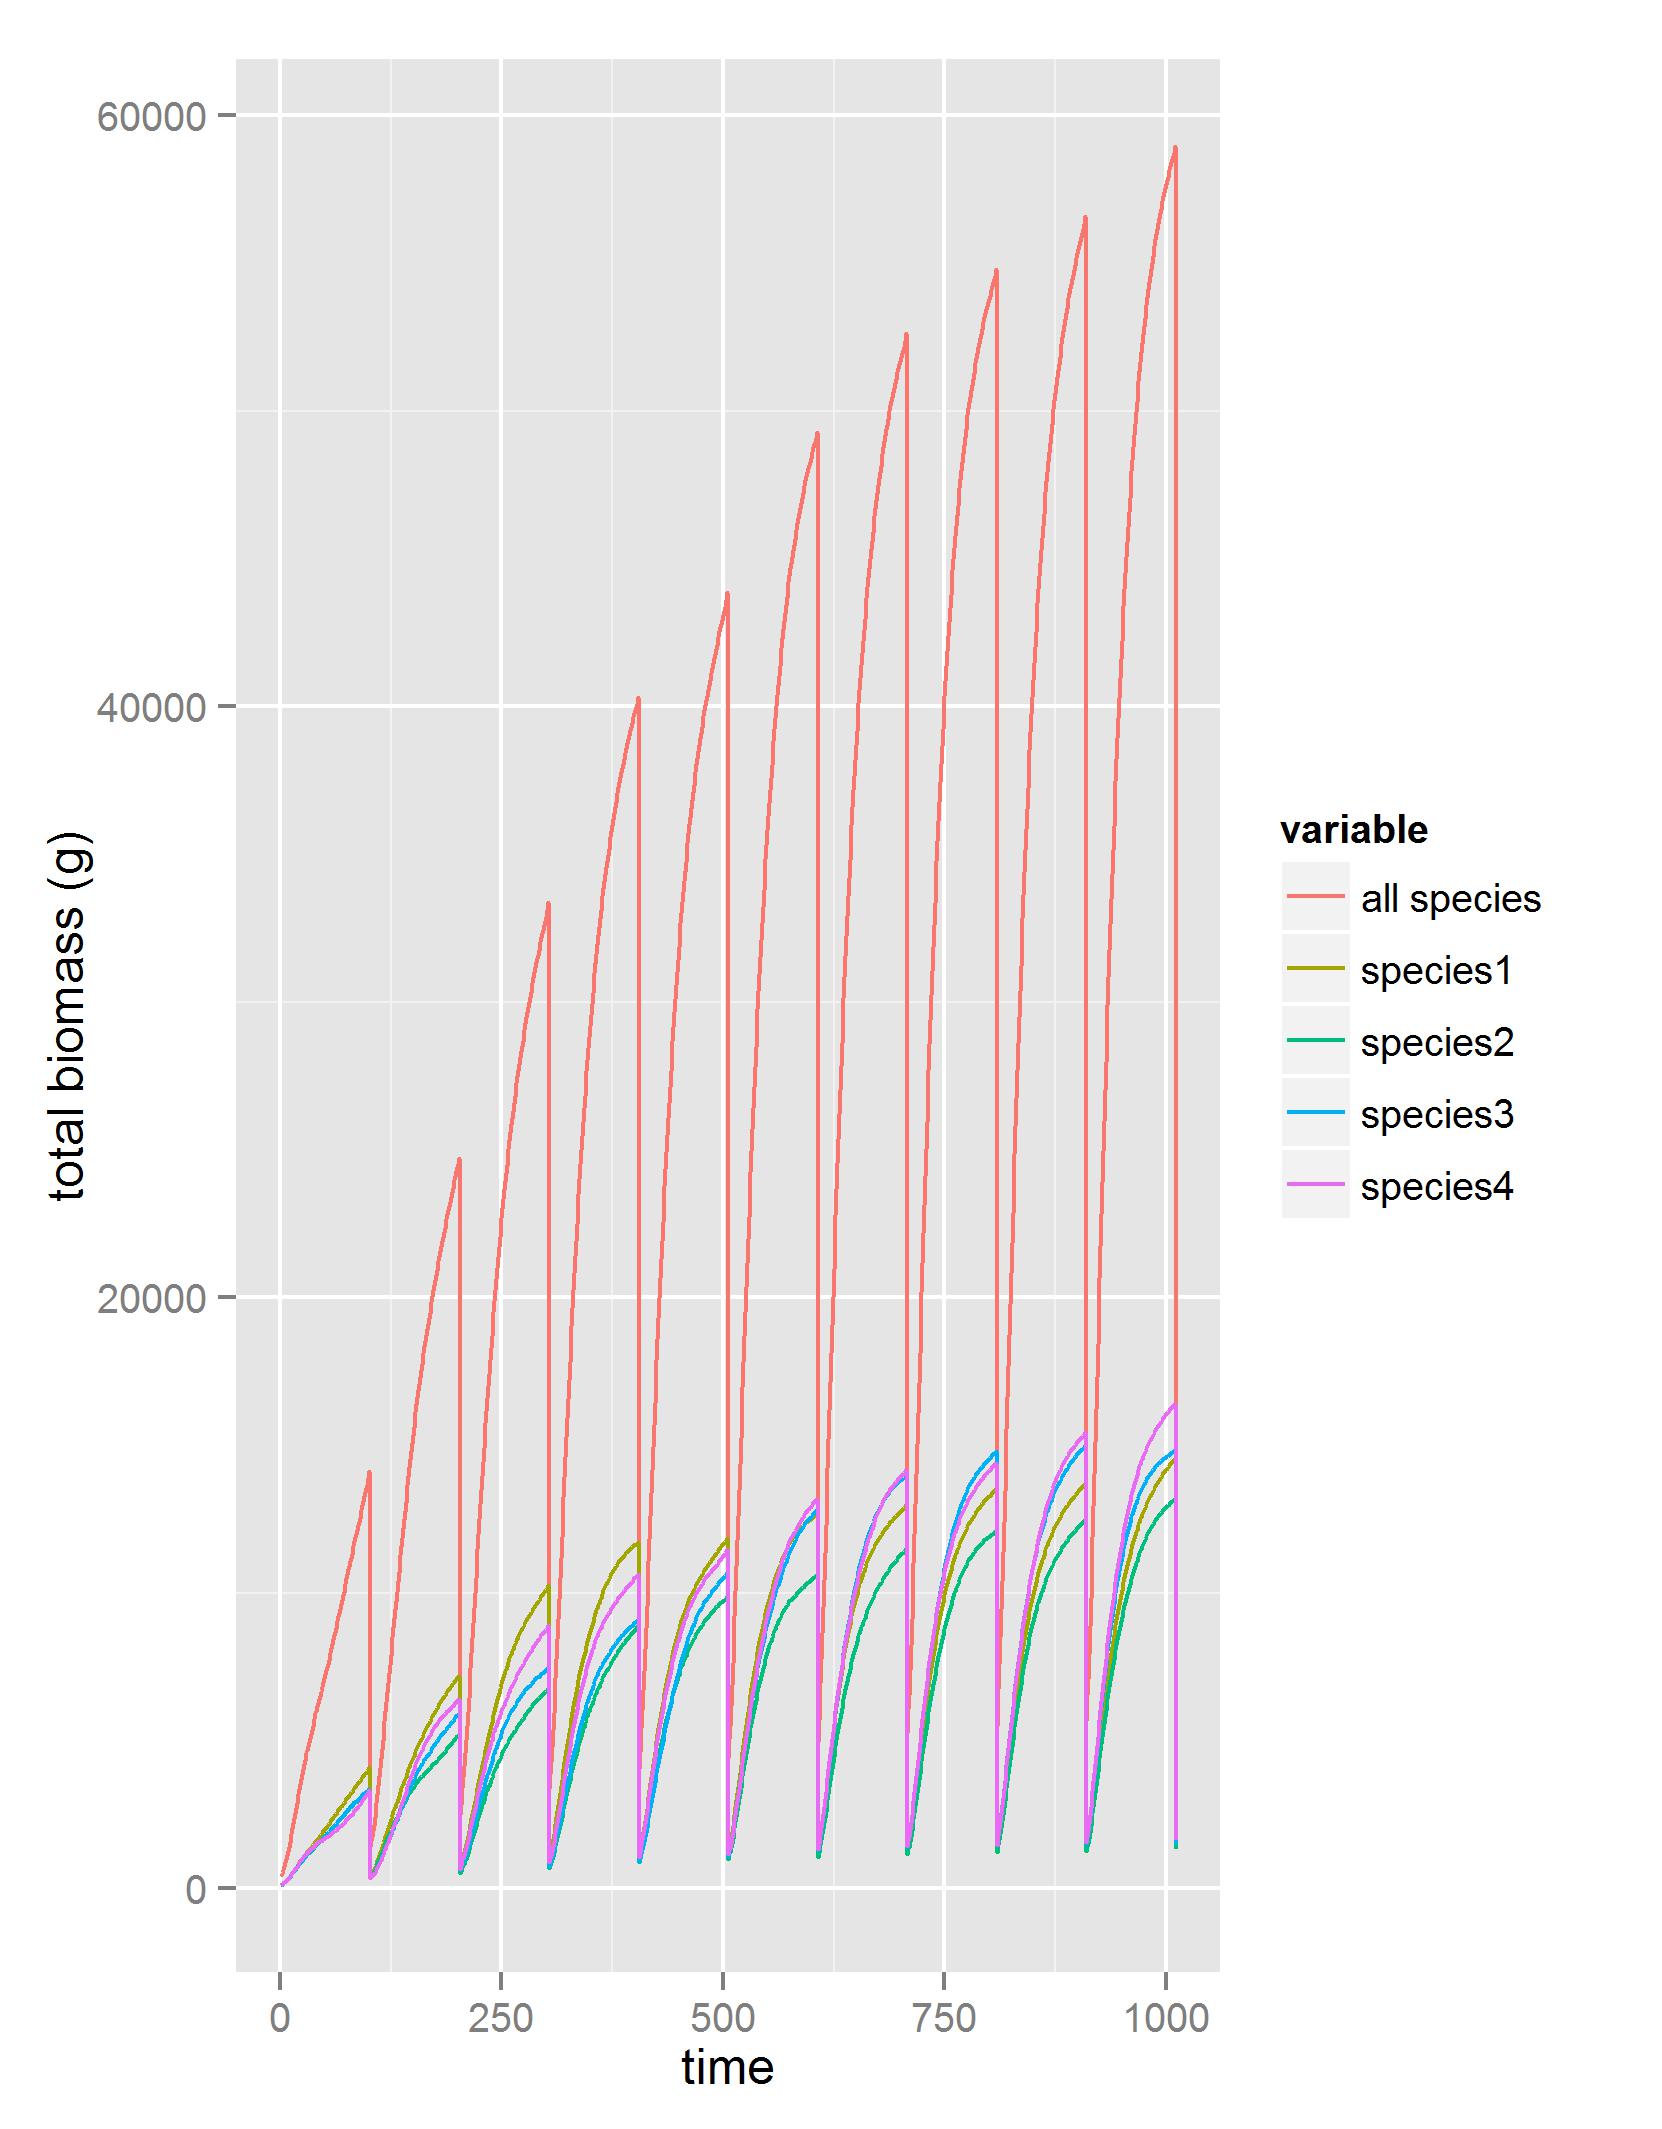 60000
40000
20000
0
total biomass (g)
0 250 500 750 1000
time
variable
all species
species1
species2
species3
species4